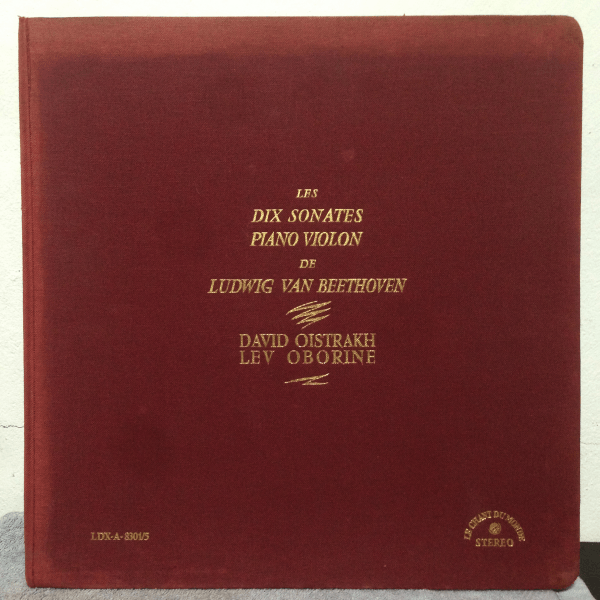 LES
DIX SONATES
PIANO VIOLON
DE
LUDWIG VAN BEETHOVEN
DAVID OISTRAKH
LEV OBORINE
LDX-A-8301/5
LE CHANT DU MONDE
STEREO